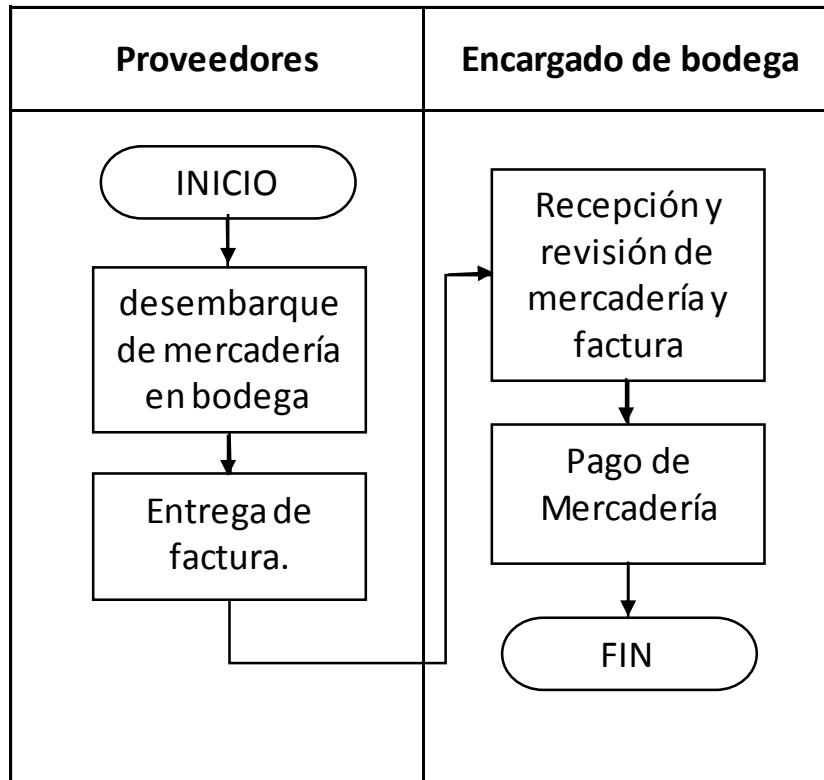 Proveedores
Encargado de bodega
INICIO
desembarque
de mercadería
en bodega
Entrega de
factura.
Recepción y
revisión de
mercadería y
factura
Pago de
Mercadería
FIN